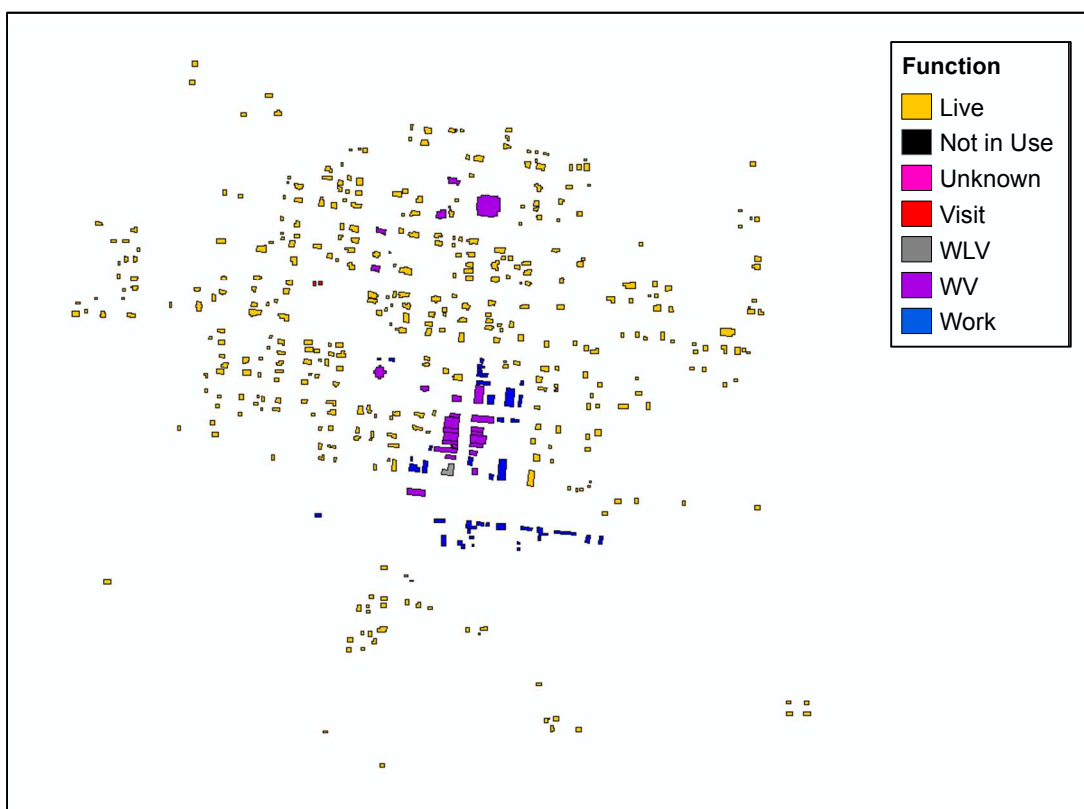 Function
Live
Not in Use
Unknown
Visit
WLV
WV
Work